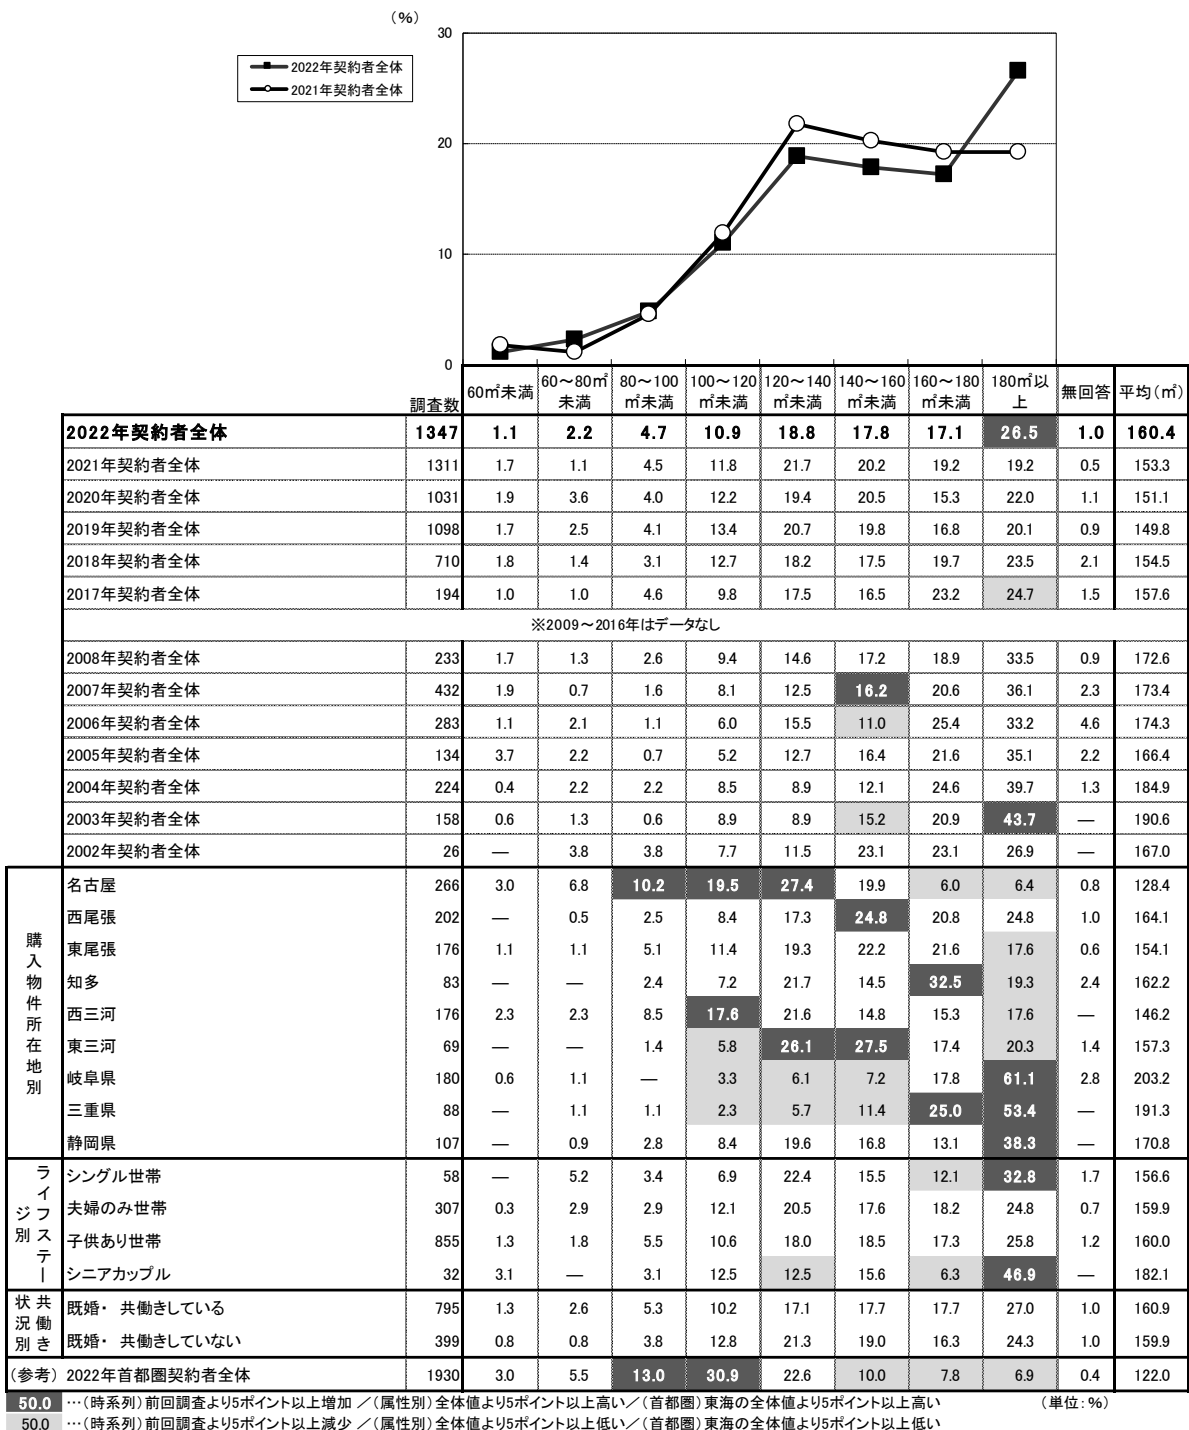 （％）
30
2022年契約者全体
2021年契約者全体
20
10
0
調査数 60㎡未満 60～80㎡未満 80～100㎡未満 100～120㎡未満 120～140㎡未満 140～160㎡未満 160～180㎡未満 180㎡以上 無回答 平均（㎡）
2022年契約者全体 1347 1.1 2.2 4.7 10.9 18.8 17.8 17.1 26.5 1.0 160.4
2021年契約者全体 1311 1.7 1.1 4.5 11.8 21.7 20.2 19.2 19.2 0.5 153.3
2020年契約者全体 1031 1.9 3.6 4.0 12.2 19.4 20.5 15.3 22.0 1.1 151.1
2019年契約者全体 1098 1.7 2.5 4.1 13.4 20.7 19.8 16.8 20.1 0.9 149.8
2018年契約者全体 710 1.8 1.4 3.1 12.7 18.2 17.5 19.7 23.5 2.1 154.5
2017年契約者全体 194 1.0 1.0 4.6 9.8 17.5 16.5 23.2 24.7 1.5 157.6
※2009～2016年はデータなし
2008年契約者全体 233 1.7 1.3 2.6 9.4 14.6 17.2 18.9 33.5 0.9 172.6
2007年契約者全体 432 1.9 0.7 1.6 8.1 12.5 16.2 20.6 36.1 2.3 173.4
2006年契約者全体 283 1.1 2.1 1.1 6.0 15.5 11.0 25.4 33.2 4.6 174.3
2005年契約者全体 134 3.7 2.2 0.7 5.2 12.7 16.4 21.6 35.1 2.2 166.4
2004年契約者全体 224 0.4 2.2 2.2 8.5 8.9 12.1 24.6 39.7 1.3 184.9
2003年契約者全体 158 0.6 1.3 0.6 8.9 8.9 15.2 20.9 43.7 ― 190.6
2002年契約者全体 26 ― 3.8 3.8 7.7 11.5 23.1 23.1 26.9 ― 167.0
購入物件所在地別
名古屋 266 3.0 6.8 10.2 19.5 27.4 19.9 6.0 6.4 0.8 128.4
西尾張 202 ― 0.5 2.5 8.4 17.3 24.8 20.8 24.8 1.0 164.1
東尾張 176 1.1 1.1 5.1 11.4 19.3 22.2 21.6 17.6 0.6 154.1
知多 83 ― ― 2.4 7.2 21.7 14.5 32.5 19.3 2.4 162.2
西三河 176 2.3 2.3 8.5 17.6 21.6 14.8 15.3 17.6 ― 146.2
東三河 69 ― ― 1.4 5.8 26.1 27.5 17.4 20.3 1.4 157.3
岐阜県 180 0.6 1.1 ― 3.3 6.1 7.2 17.8 61.1 2.8 203.2
三重県 88 ― 1.1 1.1 2.3 5.7 11.4 25.0 53.4 ― 191.3
静岡県 107 ― 0.9 2.8 8.4 19.6 16.8 13.1 38.3 ― 170.8
ライフステージ別
シングル世帯 58 ― 5.2 3.4 6.9 22.4 15.5 12.1 32.8 1.7 156.6
夫婦のみ世帯 307 0.3 2.9 2.9 12.1 20.5 17.6 18.2 24.8 0.7 159.9
子供あり世帯 855 1.3 1.8 5.5 10.6 18.0 18.5 17.3 25.8 1.2 160.0
シニアカップル 32 3.1 ― 3.1 12.5 12.5 15.6 6.3 46.9 ― 182.1
共働き状況別
既婚・ 共働きしている 795 1.3 2.6 5.3 10.2 17.1 17.7 17.7 27.0 1.0 160.9
既婚・ 共働きしていない 399 0.8 0.8 3.8 12.8 21.3 19.0 16.3 24.3 1.0 159.9
（参考） 2022年首都圏契約者全体 1930 3.0 5.5 13.0 30.9 22.6 10.0 7.8 6.9 0.4 122.0
50.0 …（時系列）前回調査より5ポイント以上増加 ／（属性別）全体値より5ポイント以上高い／（首都圏）東海の全体値より5ポイント以上高い （単位：％）
50.0 …（時系列）前回調査より5ポイント以上減少 ／（属性別）全体値より5ポイント以上低い／（首都圏）東海の全体値より5ポイント以上低い